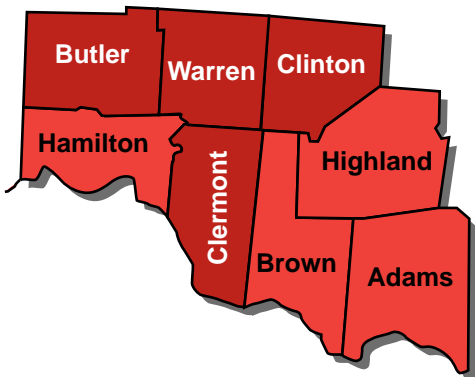 Butler
Warren
Clinton
Hamilton
Highland
Clermont
Brown
Adams